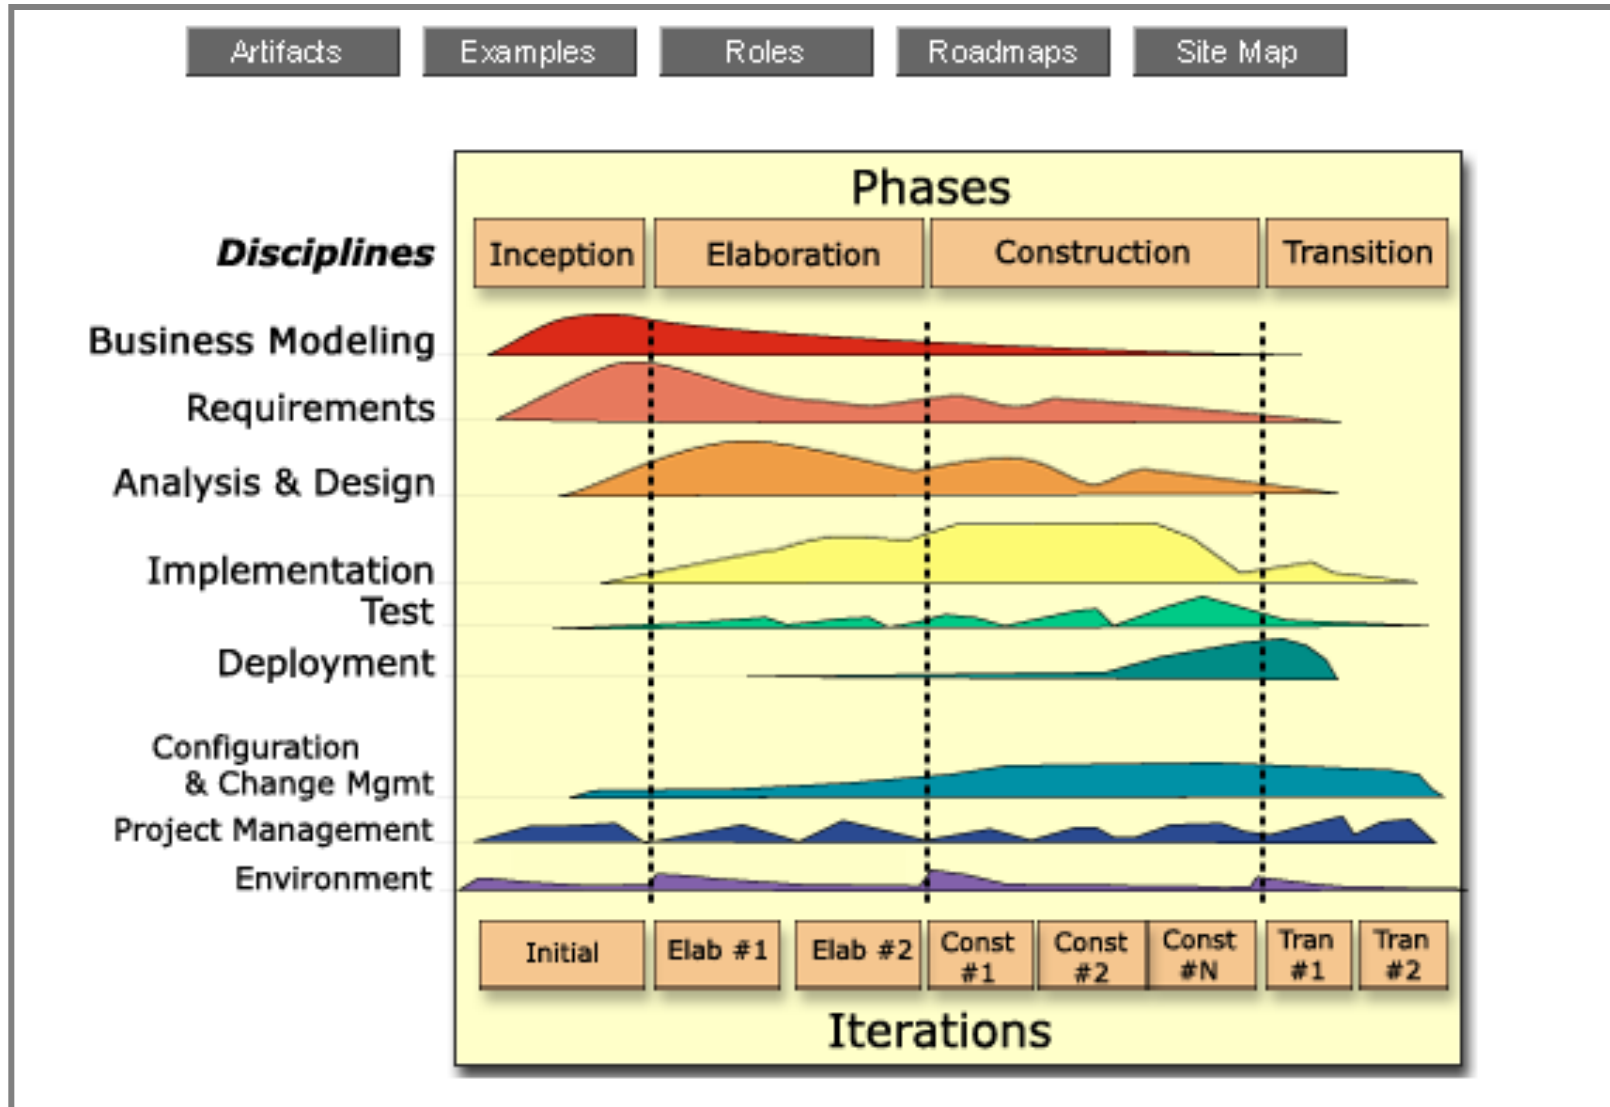 Artifacts
Examples
Roles
Roadmaps
Site Map
Phases
Disciplines
Inception
Elaboration
Construction
Transition
Business Modeling
Requirements
Analysis & Design
Implementation
Test
Deployment
Configuration
& Change Mgmt
Project Management
Environment
Initial
Elab #1
Elab #2
Const
#1
Const
#2
Const
#N
Tran
#1
Tran
#2
Iterations